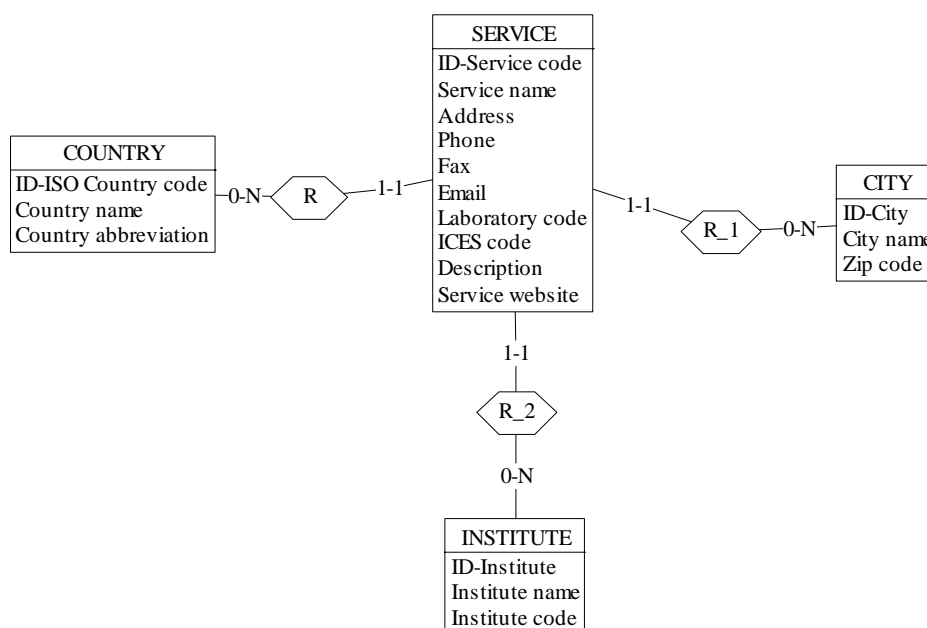 SERVICE
ID-Service code
Service name
Address
Phone
Fax
Email
Laboratory code
ICES code
Description
Service website
COUNTRY
ID-ISO Country code
Country name
Country abbreviation
0-N
R
1-1
1-1
R_1
0-N
CITY
ID-City
City name
Zip code
1-1
R_2
0-N
INSTITUTE
ID-Institute
Institute name
Institute code